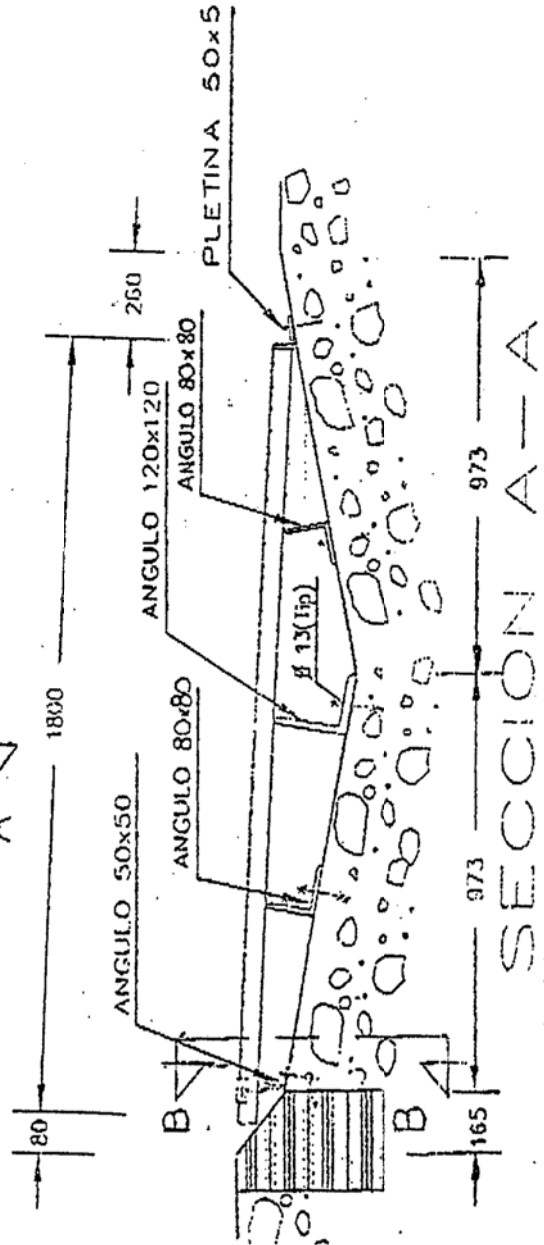 A
80
1800
260
ANGULO 50x50
ANGULO 80x80
ANGULO 120x120
ANGULO 80x80
PLETINA 50x5
ø 13(Tip)
B
B
165
973
973
SECCION A-A